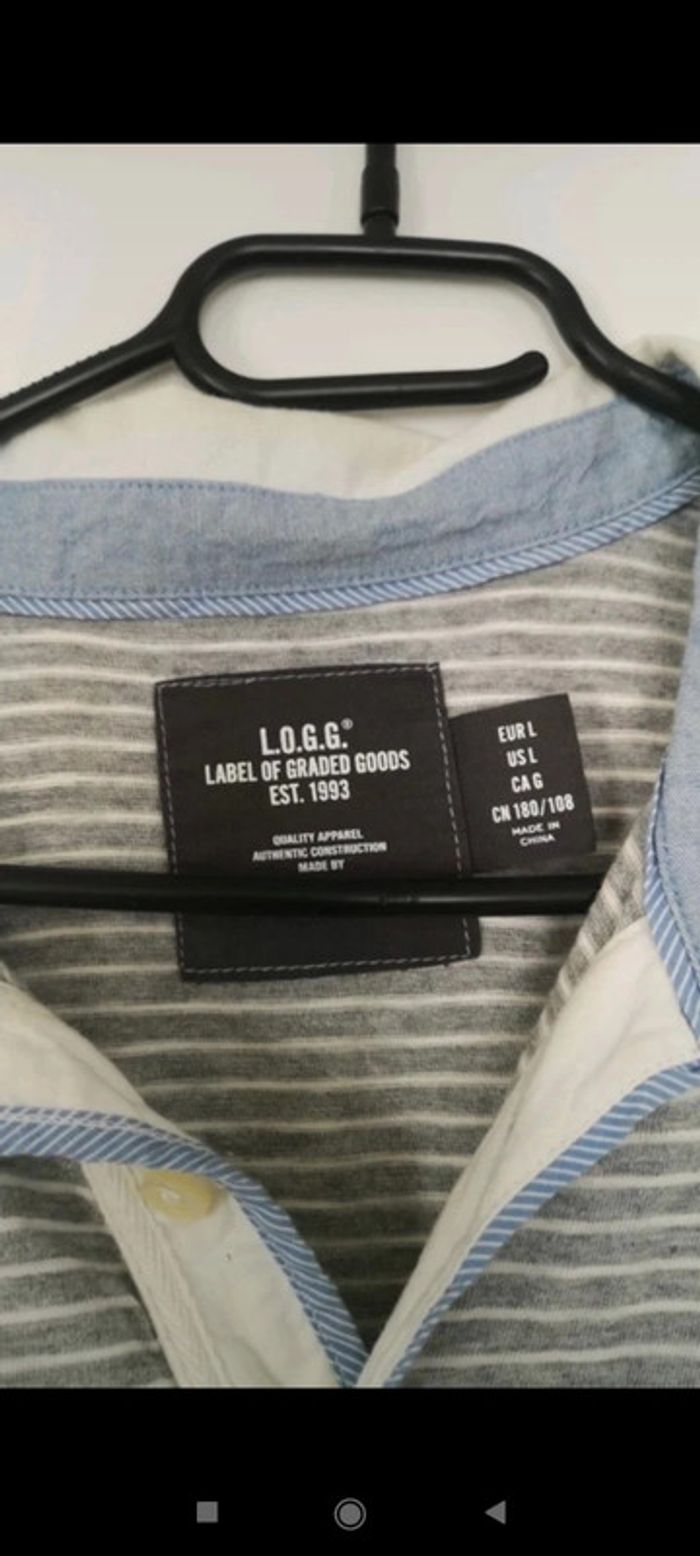 L.O.G.G.®
LABEL OF GRADED GOODS
EST. 1993
QUALITY APPAREL
AUTHENTIC CONSTRUCTION
MADE BY
EUR L
US L
CA G
CN 180/108
MADE IN
CHINA